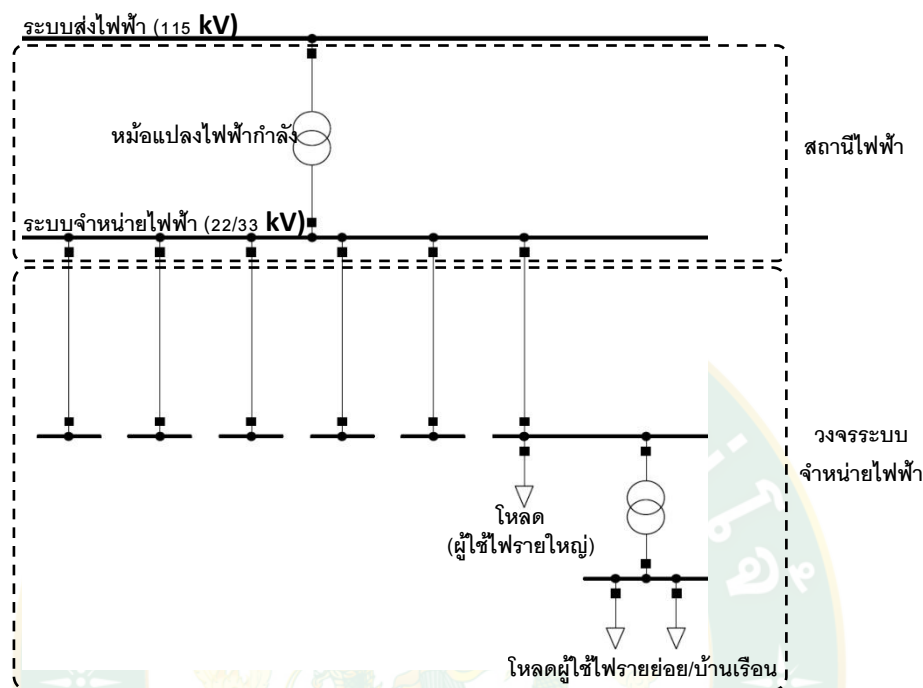 ระบบส่งไฟฟ้า (115 kV)
หม้อแปลงไฟฟ้ากำลัง
สถานีไฟฟ้า
ระบบจำหน่ายไฟฟ้า (22/33 kV)
วงจรระบบ
จำหน่ายไฟฟ้า
โหลด
(ผู้ใช้ไฟรายใหญ่)
โหลดผู้ใช้ไฟรายย่อย/บ้านเรือน